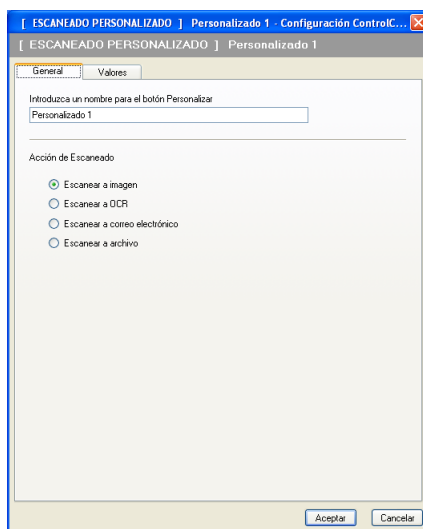 [ ESCANEADO PERSONALIZADO ] Personalizado 1 - Configuración ControlC...
[ ESCANEADO PERSONALIZADO ] Personalizado 1
General Valores
Introduzca un nombre para el botón Personalizar
Personalizado 1
Acción de Escaneado
Escanear a imagen
Escanear a OCR
Escanear a correo electrónico
Escanear a archivo
Aceptar Cancelar